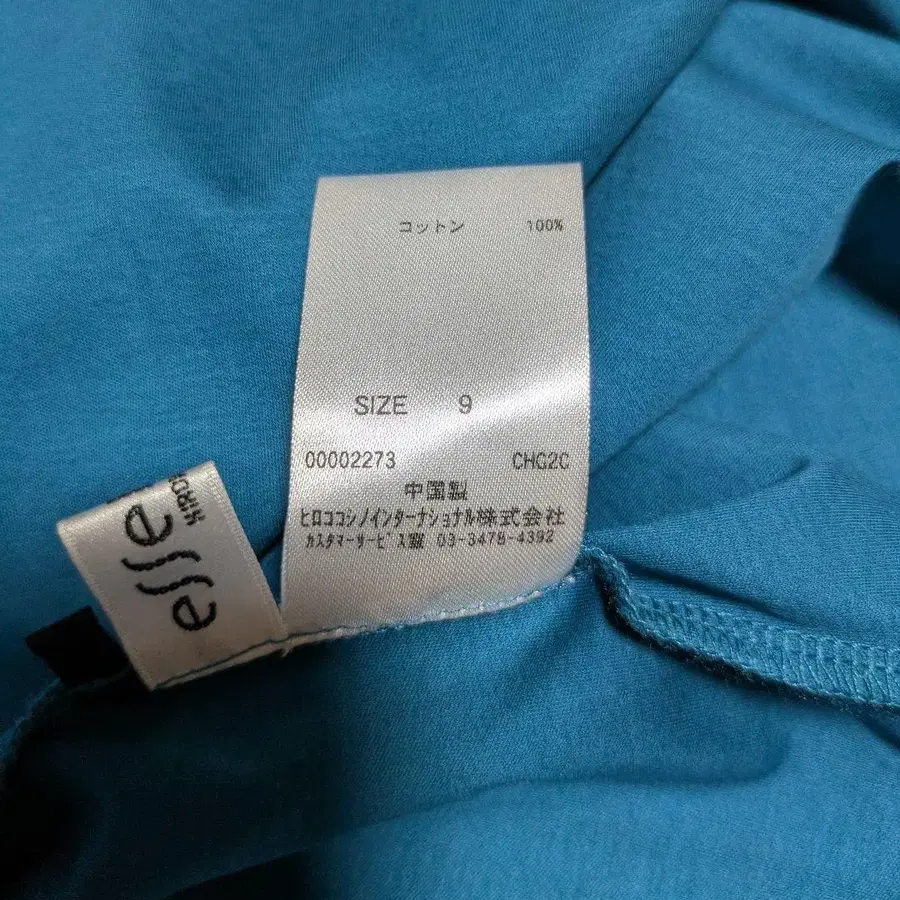 コットン 100%
SIZE 9
00002273 CHG2C
中国製
ヒロココシノインターナショナル株式会社
カスタマーサービス室 03-3478-4392
esse
HIRO